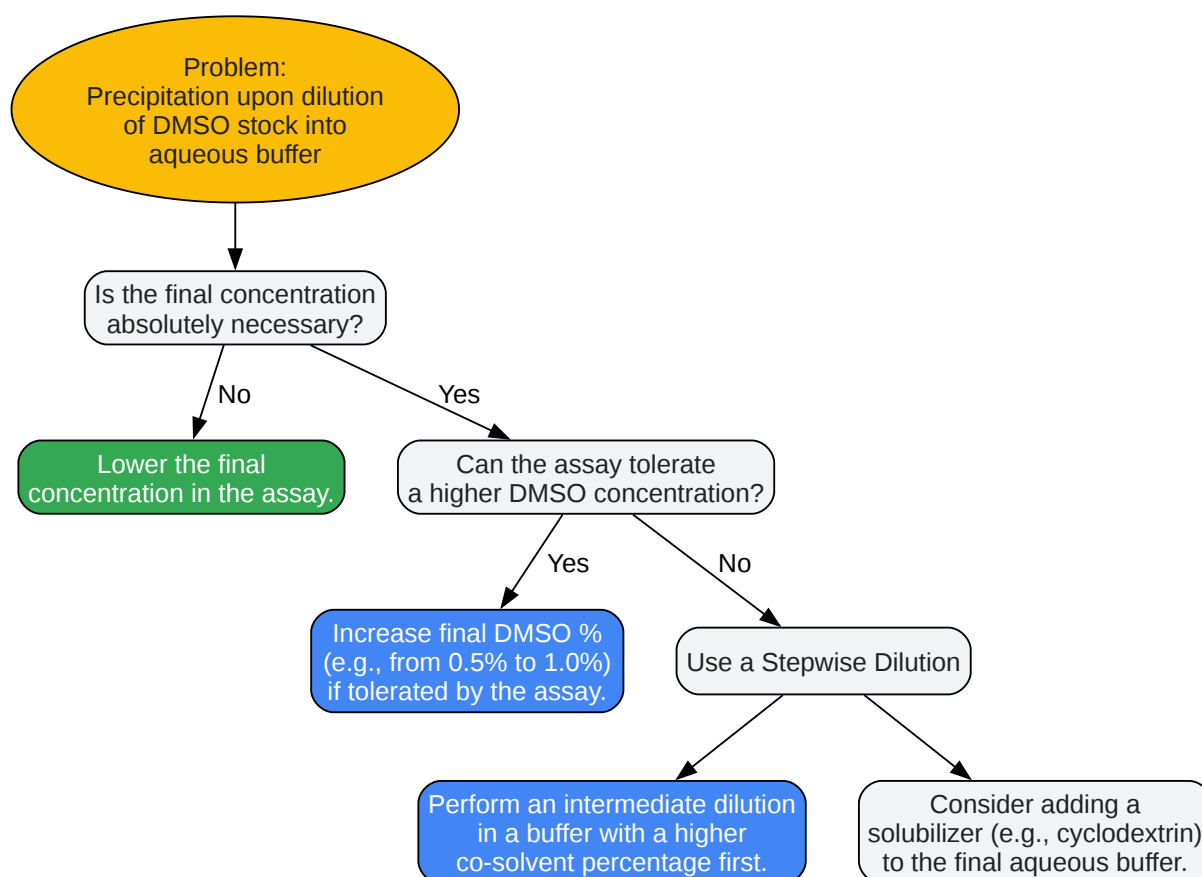 Problem:
Precipitation upon dilution
of DMSO stock into
aqueous buffer
Is the final concentration
absolutely necessary?
No
Yes
Lower the final
concentration in the assay.
Can the assay tolerate
a higher DMSO concentration?
Yes
No
Increase final DMSO %
(e.g., from 0.5% to 1.0%)
if tolerated by the assay.
Use a Stepwise Dilution
Perform an intermediate dilution
in a buffer with a higher
co-solvent percentage first.
Consider adding a
solubilizer (e.g., cyclodextrin)
to the final aqueous buffer.